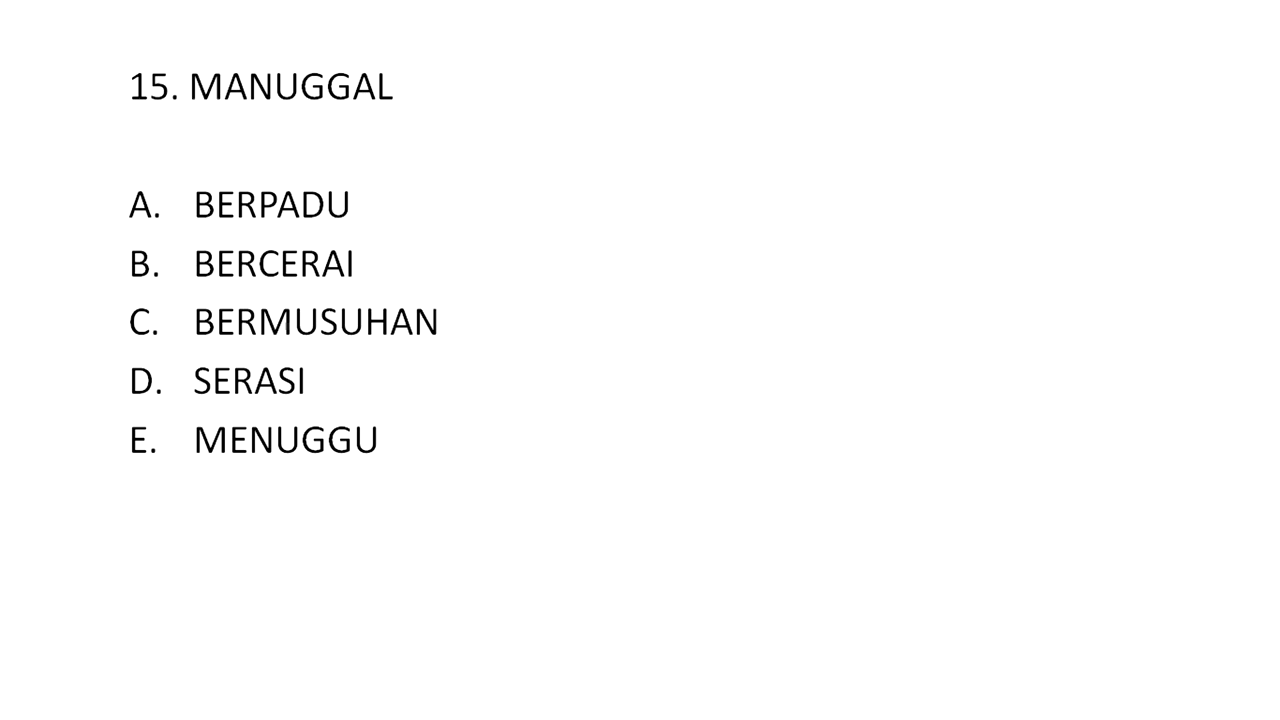 15. MANUGGAL
A. BERPADU
B. BERCERAI
C. BERMUSUHAN
D. SERASI
E. MENUGGU